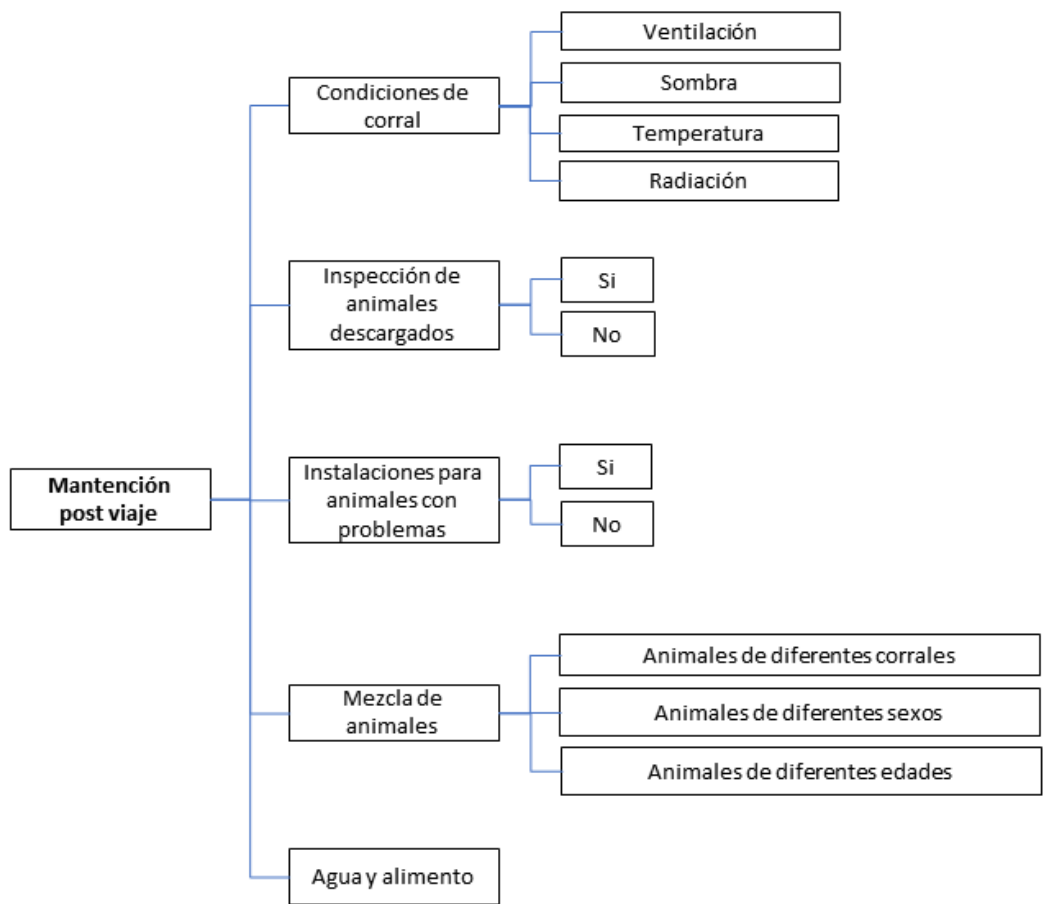 Ventilación
Condiciones de
corral
Sombra
Temperatura
Radiación
Inspección de
animales
descargados
Si
No
Mantención
post viaje
Instalaciones para
animales con
problemas
Si
No
Mezcla de
animales
Animales de diferentes corrales
Animales de diferentes sexos
Animales de diferentes edades
Agua y alimento